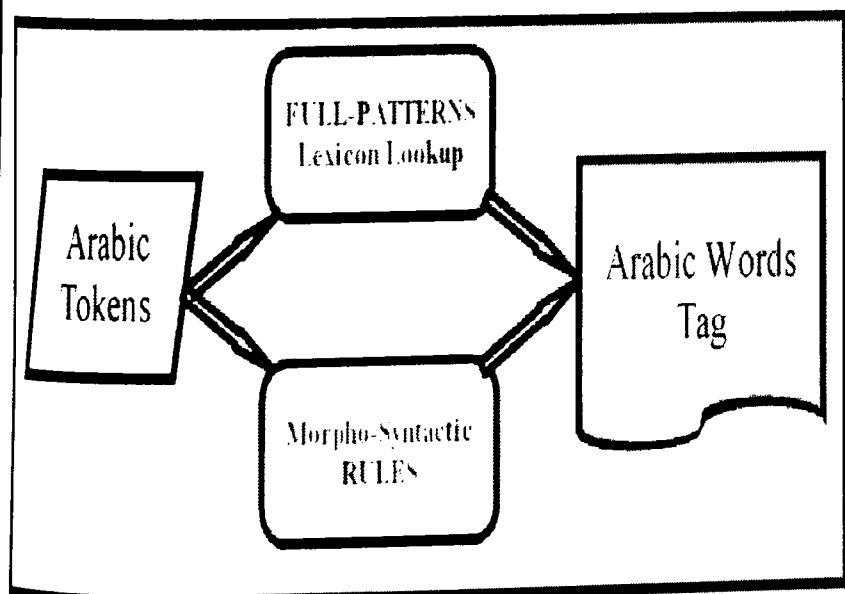 FULL-PATTERNS
Lexicon Lookup
Arabic
Tokens
Arabic Words
Tag
Morpho-Syntactic
RULES